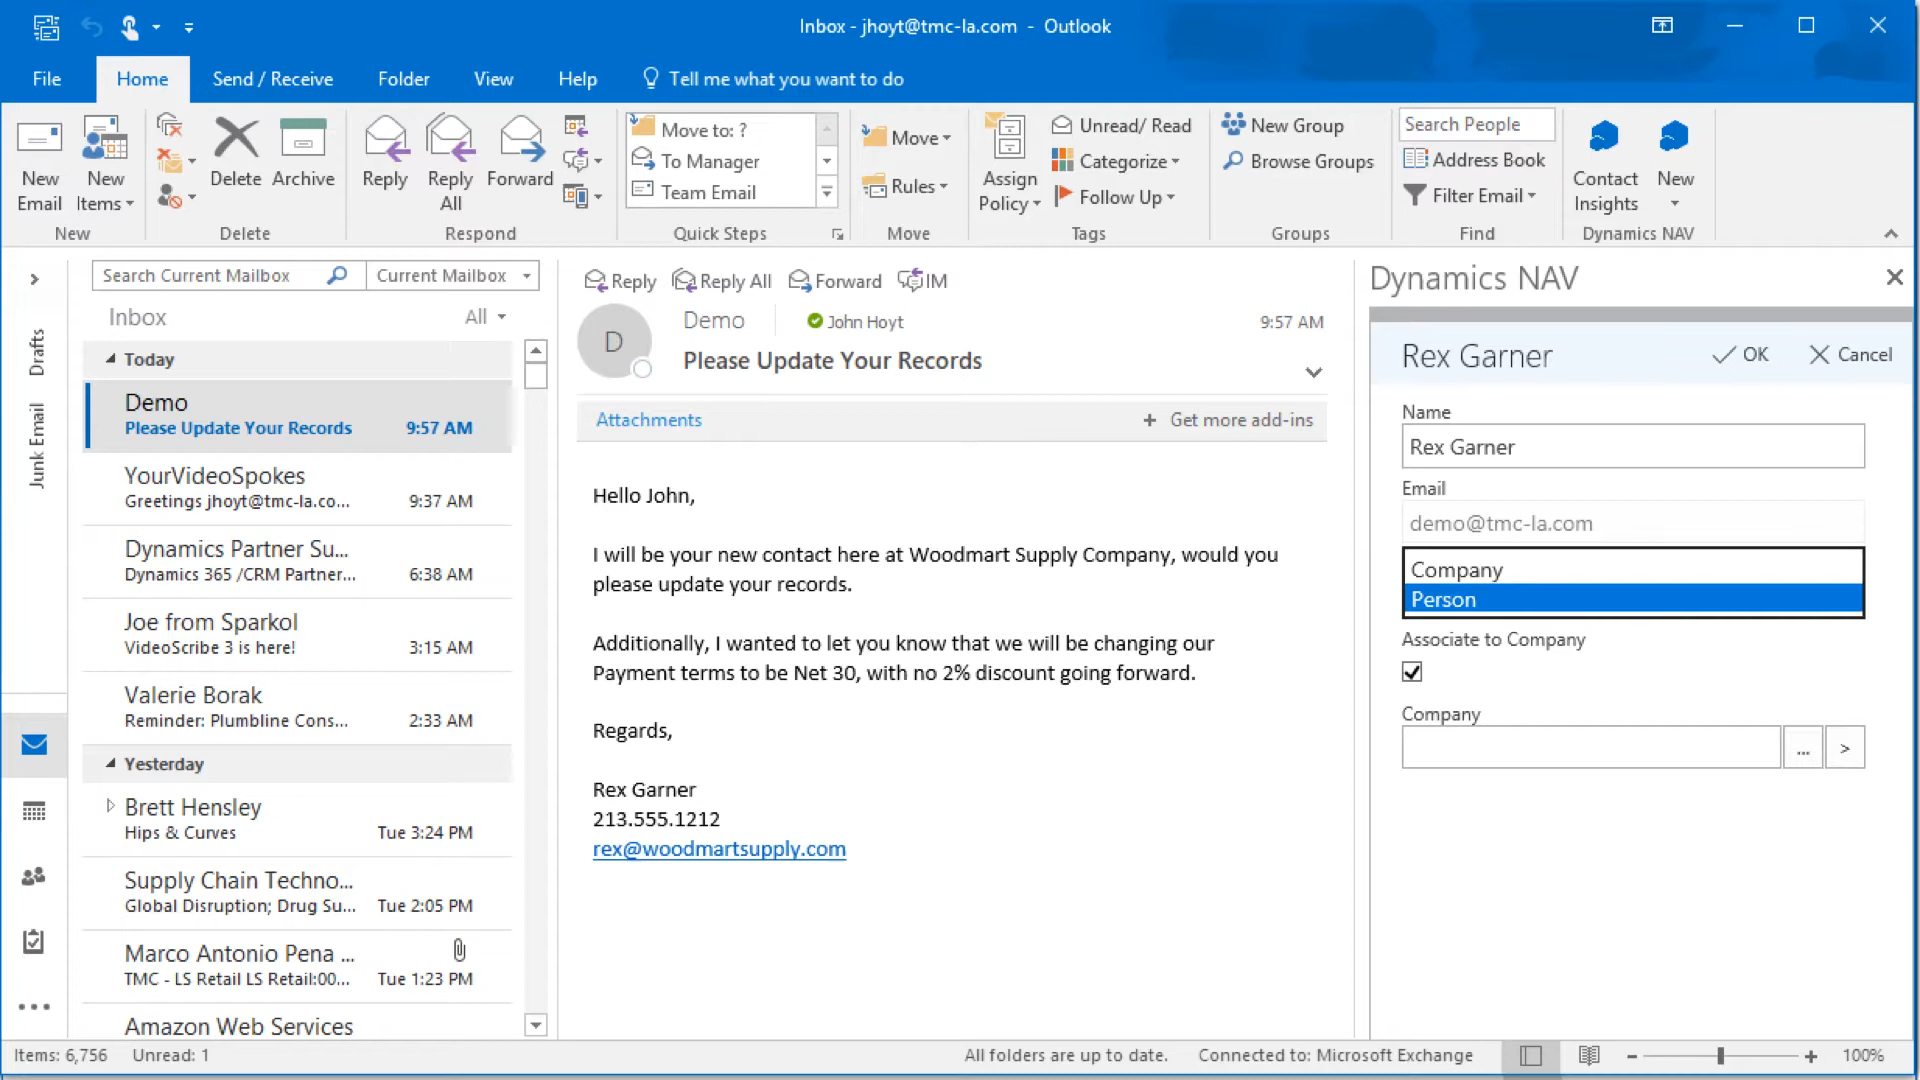 Inbox - jhoyt@tmc-la.com - Outlook
File Home Send / Receive Folder View Help Tell me what you want to do
New Email
New Items
New
Delete
Archive
Delete
Reply
Reply All
Forward
Respond
Move to: ?
To Manager
Team Email
Quick Steps
Move
Rules
Move
Assign Policy
Unread/ Read
Categorize
Follow Up
Tags
New Group
Browse Groups
Groups
Search People
Address Book
Filter Email
Find
Contact Insights
New
Dynamics NAV
Drafts
Junk Email
Search Current Mailbox Current Mailbox
Inbox All
Today
Demo
Please Update Your Records 9:57 AM
YourVideoSpokes
Greetings jhoyt@tmc-la.co... 9:37 AM
Dynamics Partner Su...
Dynamics 365 /CRM Partner... 6:38 AM
Joe from Sparkol
VideoScribe 3 is here! 3:15 AM
Valerie Borak
Reminder: Plumbline Cons... 2:33 AM
Yesterday
Brett Hensley
Hips & Curves Tue 3:24 PM
Supply Chain Techno...
Global Disruption; Drug Su... Tue 2:05 PM
Marco Antonio Pena ...
TMC - LS Retail LS Retail:00... Tue 1:23 PM
Amazon Web Services
Reply Reply All Forward IM
D
Demo John Hoyt 9:57 AM
Please Update Your Records
Attachments + Get more add-ins
Hello John,
I will be your new contact here at Woodmart Supply Company, would you
please update your records.
Additionally, I wanted to let you know that we will be changing our
Payment terms to be Net 30, with no 2% discount going forward.
Regards,
Rex Garner
213.555.1212
rex@woodmartsupply.com
Dynamics NAV
Rex Garner OK Cancel
Name
Rex Garner
Email
demo@tmc-la.com
Company
Person
Associate to Company
Company
... >
Items: 6,756 Unread: 1 All folders are up to date. Connected to: Microsoft Exchange 100%